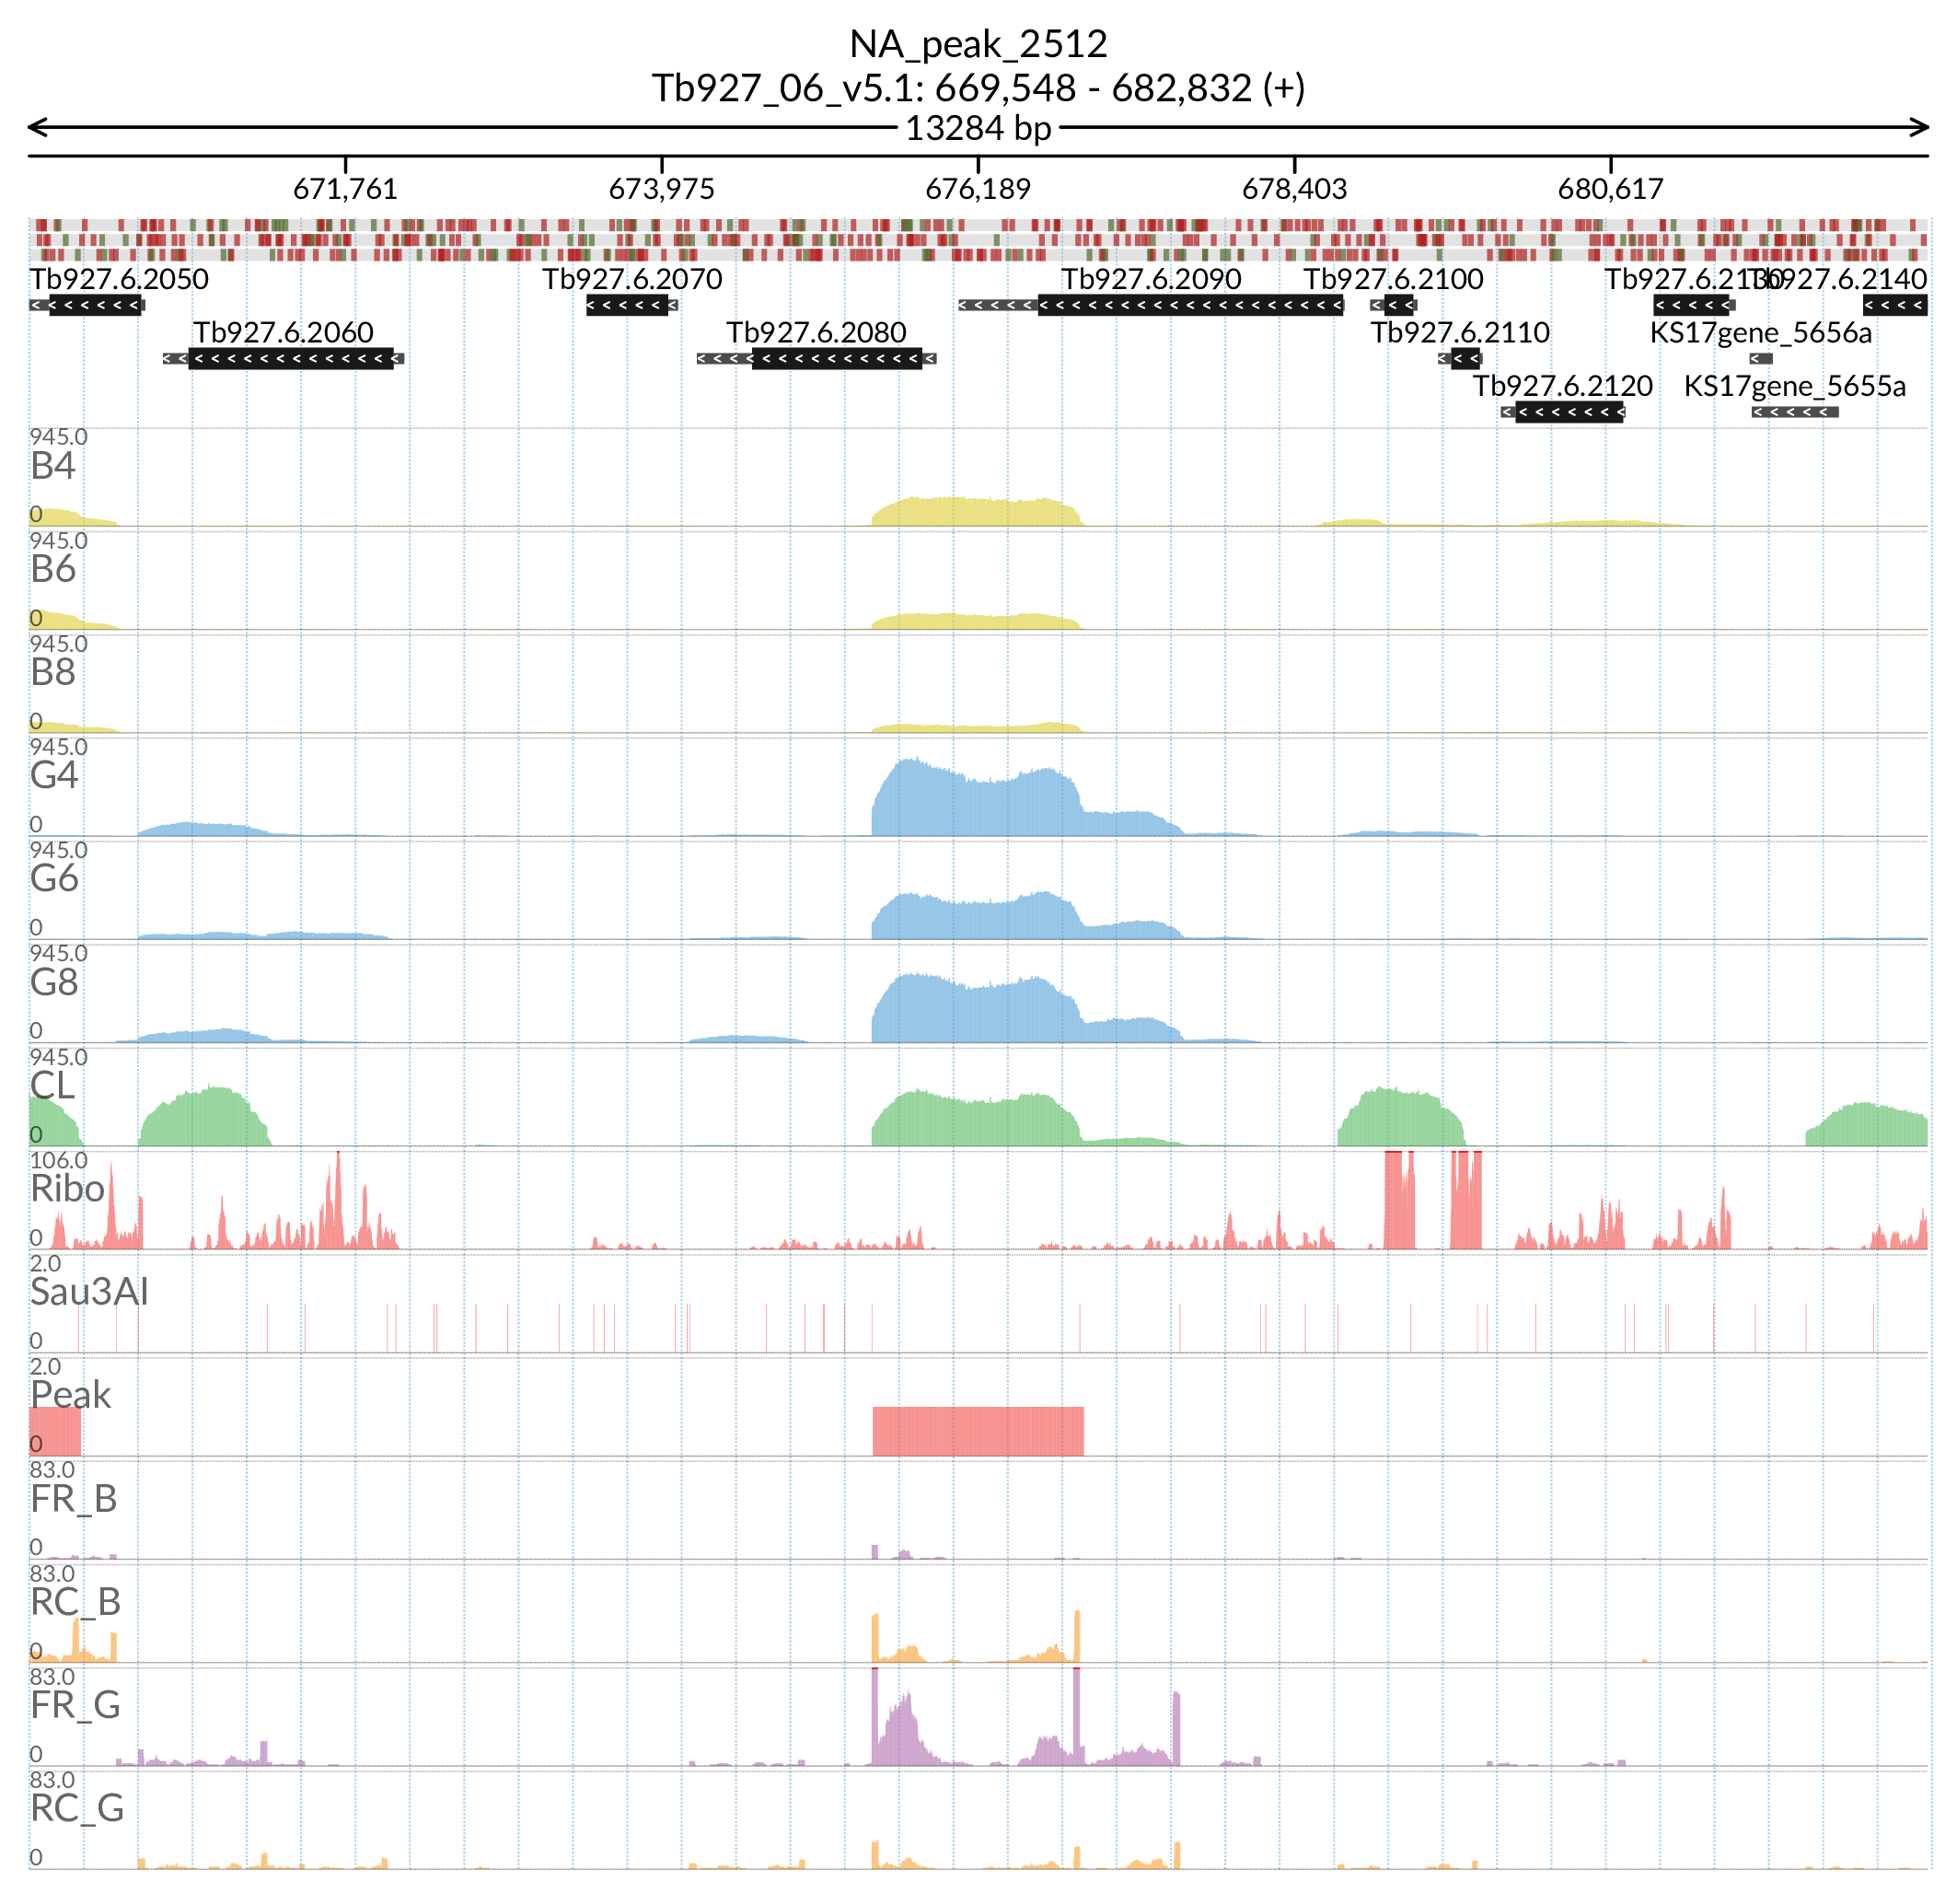 NA_peak_2512
Tb927_06_v5.1: 669,548 - 682,832 (+)
13284 bp
671,761 673,975 676,189 678,403 680,617
Tb927.6.2050 Tb927.6.2070 Tb927.6.2090 Tb927.6.2100 Tb927.6.2130 Tb927.6.2140
Tb927.6.2060 Tb927.6.2080 Tb927.6.2110 KS17gene_5656a
Tb927.6.2120 KS17gene_5655a
945.0
B4
0
945.0
B6
0
945.0
B8
0
945.0
G4
0
945.0
G6
0
945.0
G8
0
945.0
CL
0
106.0
Ribo
0
2.0
Sau3AI
0
2.0
Peak
0
83.0
FR_B
0
83.0
RC_B
0
83.0
FR_G
0
83.0
RC_G
0